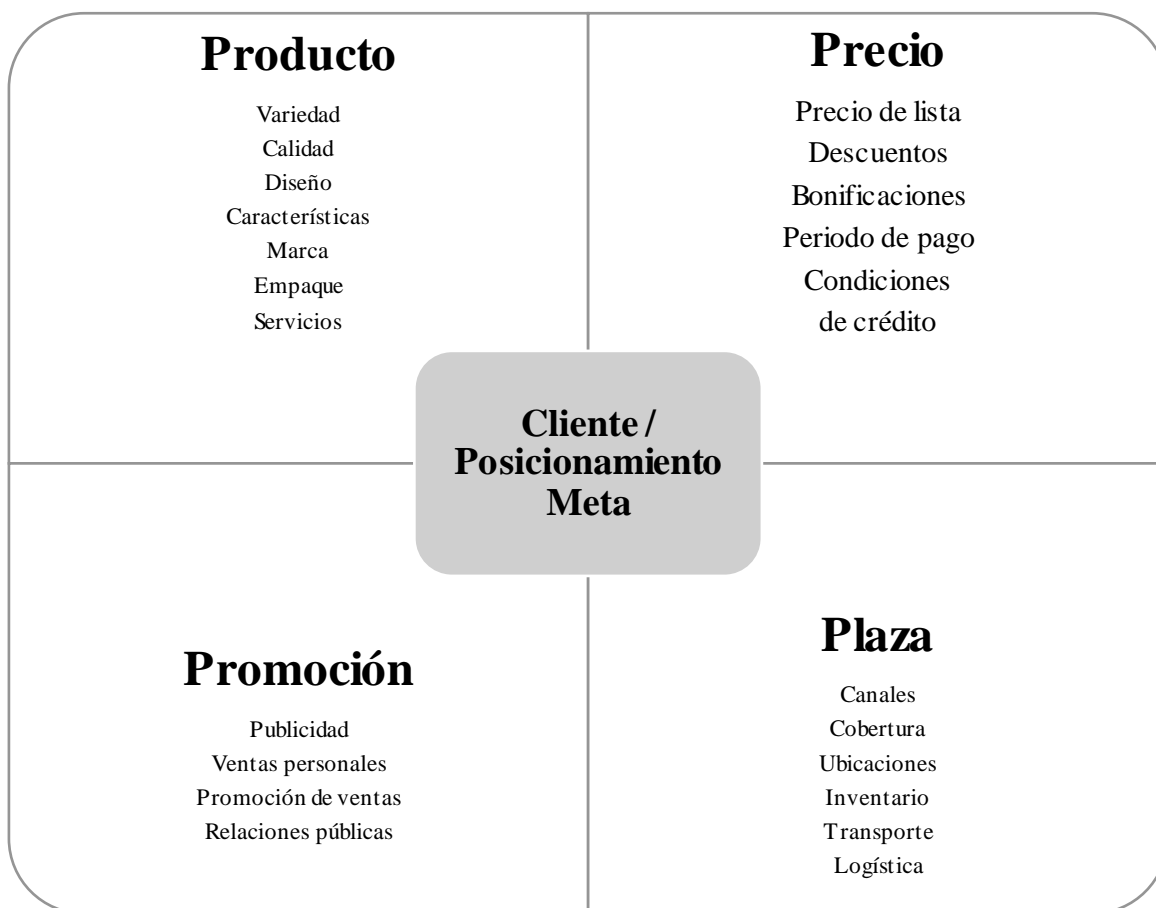 Producto
Variedad
Calidad
Diseño
Características
Marca
Empaque
Servicios
Precio
Precio de lista
Descuentos
Bonificaciones
Periodo de pago
Condiciones
de crédito
Cliente /
Posicionamiento
Meta
Promoción
Publicidad
Ventas personales
Promoción de ventas
Relaciones públicas
Plaza
Canales
Cobertura
Ubicaciones
Inventario
Transporte
Logística